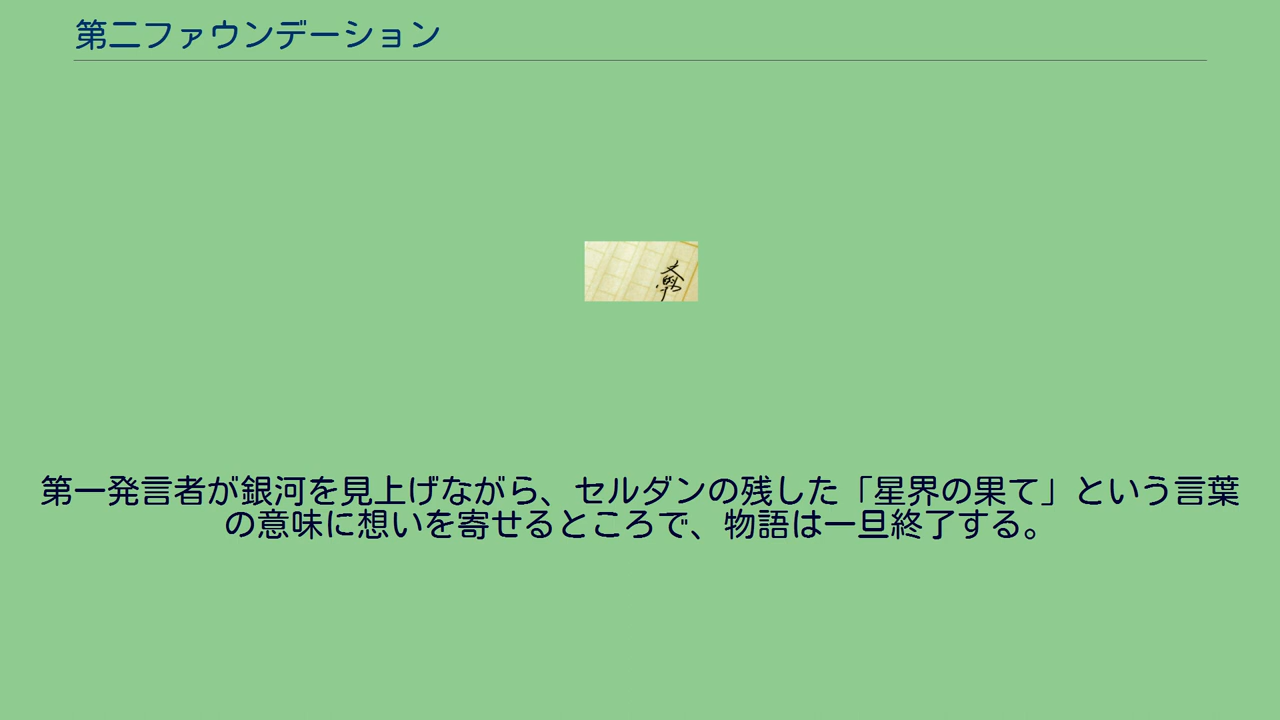 第二ファウンデーション
第一発言者が銀河を見上げながら、セルダンの残した「星界の果て」という言葉
の意味に想いを寄せるところで、物語は一旦終了する。